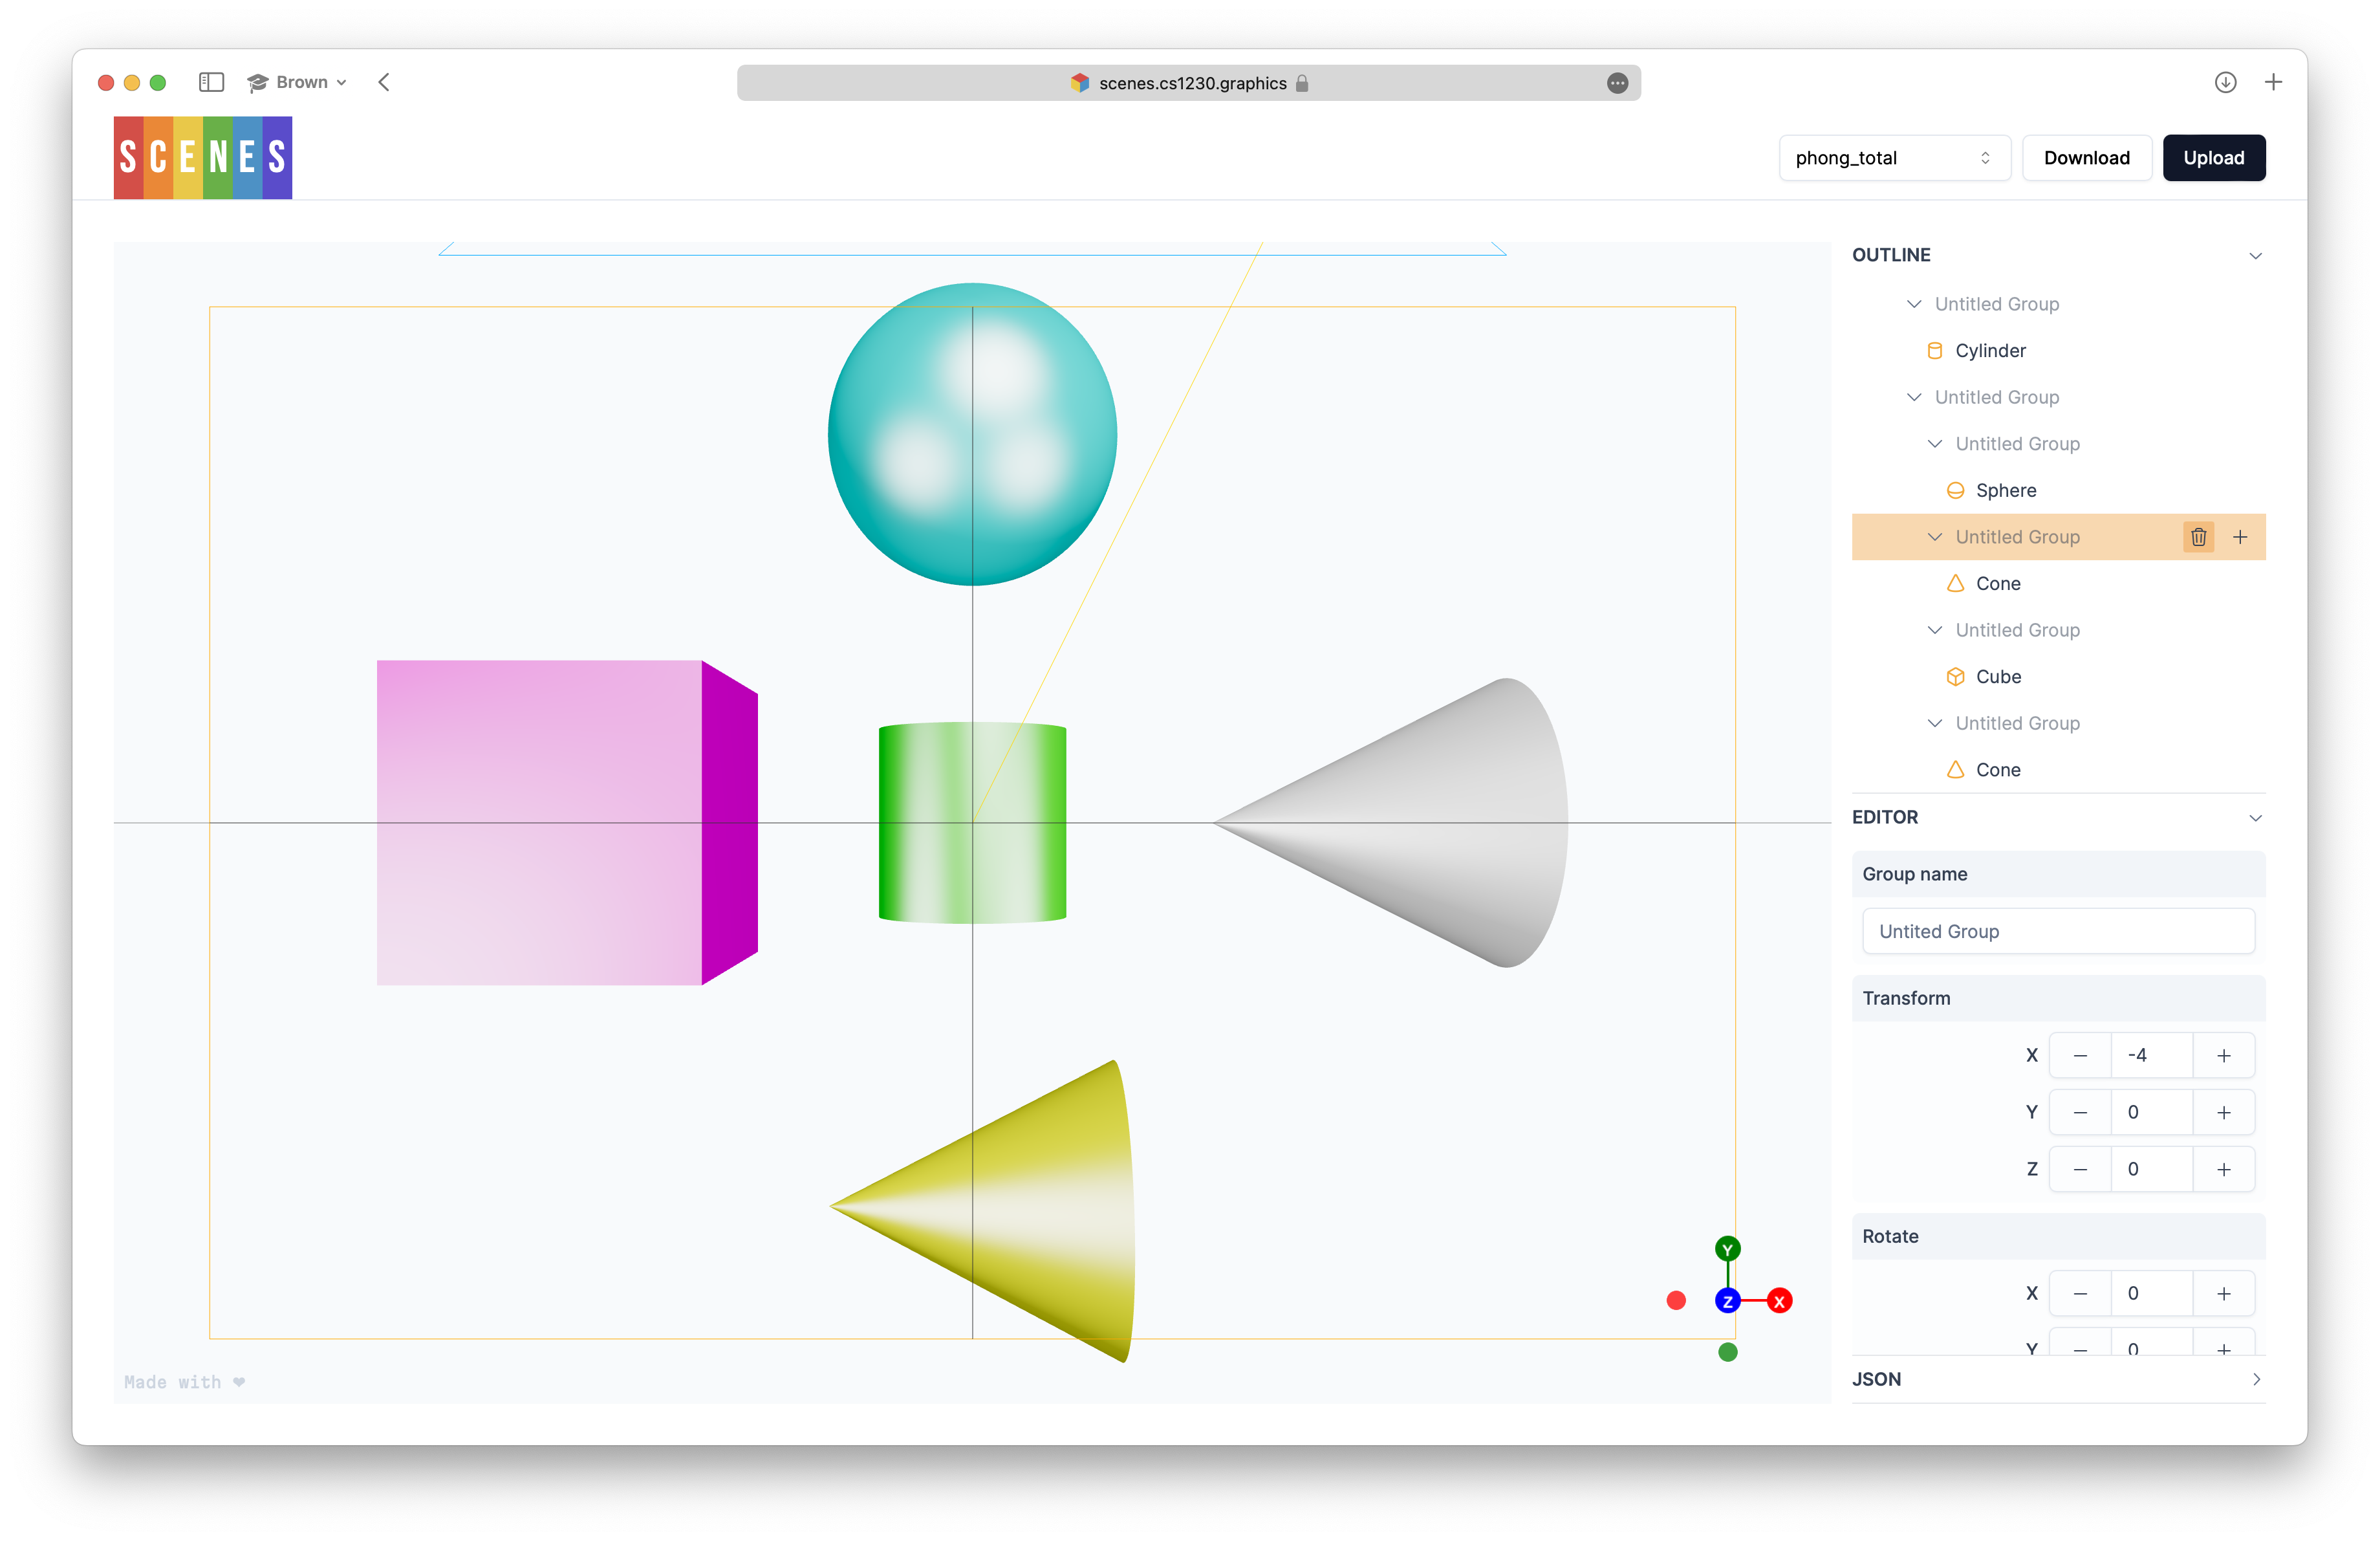 Brown
scenes.cs1230.graphics
SCENES
phong_total
Download
Upload
OUTLINE
Untitled Group
Cylinder
Untitled Group
Untitled Group
Sphere
Untitled Group
Cone
Untitled Group
Cube
Untitled Group
Cone
EDITOR
Group name
Untited Group
Transform
X − -4 +
Y − 0 +
Z − 0 +
Rotate
X − 0 +
Y − 0 +
JSON
Y
Z X
Made with ❤